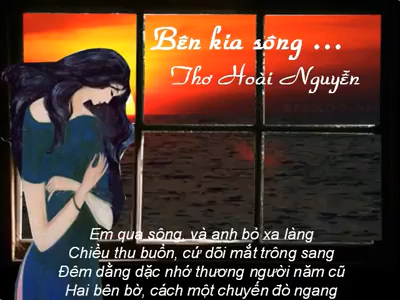 Bên kia sông ...
Thơ Hoài Nguyễn
Em qua sông, và anh bỏ xa làng
Chiều thu buồn, cứ dõi mắt trông sang
Đêm dằng dặc nhớ thương người năm cũ
Hai bên bờ, cách một chuyến đò ngang